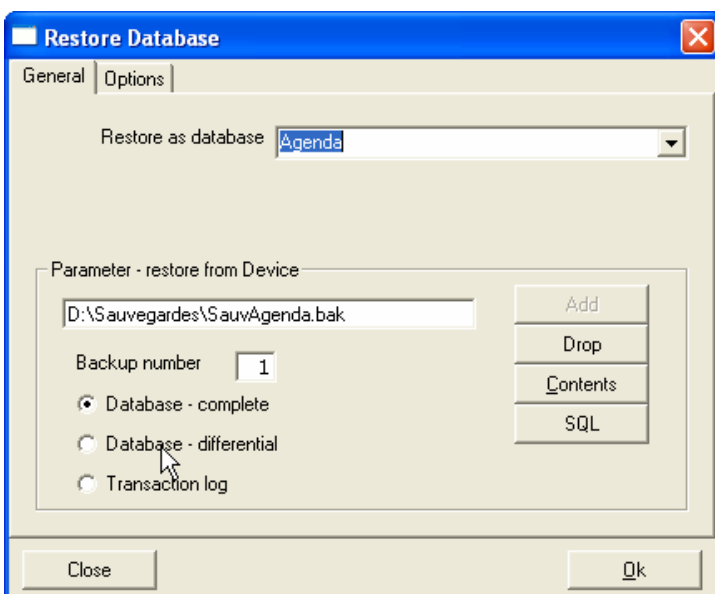 Restore Database
General Options
Restore as database Agenda
Parameter - restore from Device
D:\Sauvegardes\SauvAgenda.bak
Add
Drop
Backup number 1
Contents
Database - complete
SQL
Database - differential
Transaction log
Close Ok